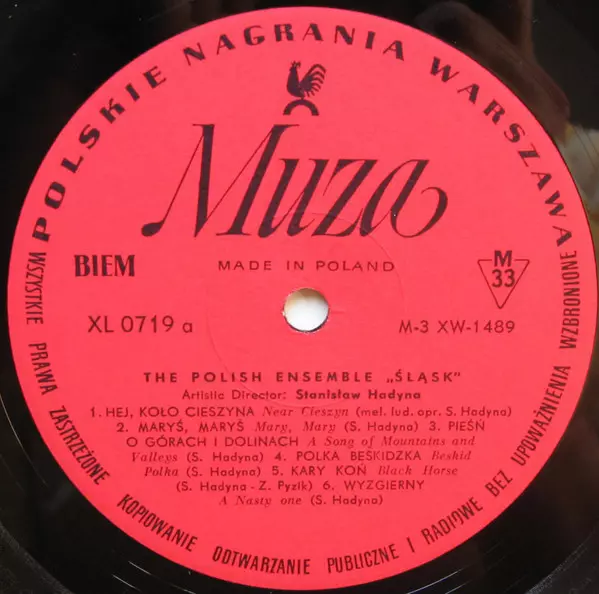 POLSKIE NAGRANIA WARSZAWA
Muza
BIEM
MADE IN POLAND
M
33
XL 0719 a
M-3 XW-1489
THE POLISH ENSEMBLE „ŚLĄSK"
Artistic Director: Stanisław Hadyna
1. HEJ, KOŁO CIESZYNA Near Cieszyn (mel. lud. opr. S. Hadyna)
2. MARYŚ, MARYŚ Mary, Mary (S. Hadyna) 3. PIEŚŃ
O GÓRACH I DOLINACH A Song of Mountains and
Valleys (S. Hadyna) 4. POLKA BESKIDZKA Beskid
Polka (S. Hadyna) 5. KARY KOŃ Black Horse
(S. Hadyna - Z. Pyzik) 6. WYZGIERNY
A Nasty one (S. Hadyna)
WSZYSTKIE PRAWA ZASTRZEŻONE KOPIOWANIE ODTWARZANIE PUBLICZNE I RADIOWE BEZ UPOWAŻNIENIA WZBRONIONE